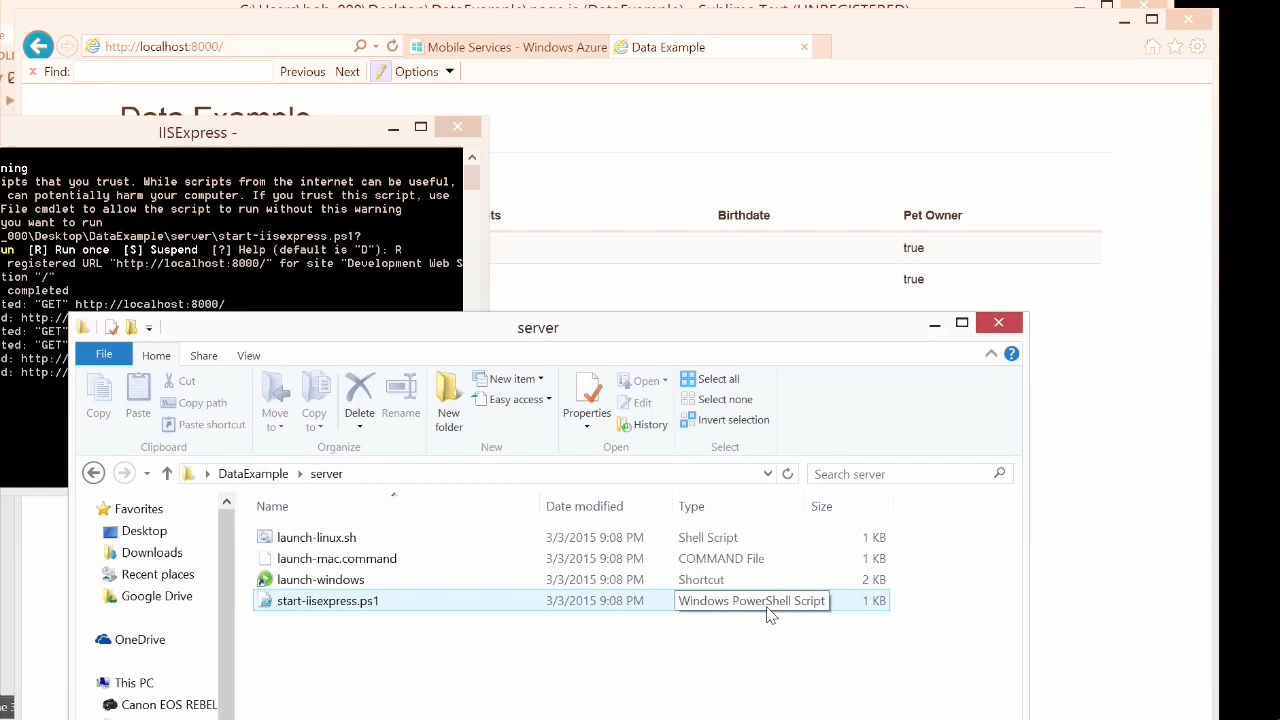 http://localhost:8000/
Mobile Services - Windows Azure
Data Example
Find:
Previous
Next
Options
Data Example
Birthdate
Pet Owner
true
true
IISExpress -
ning
ipts that you trust. While scripts from the internet can be useful,
can potentially harm your computer. If you trust this script, use
File cmdlet to allow the script to run without this warning
you want to run
_000\Desktop\DataExample\server\start-iisexpress.ps1?
un [R] Run once [S] Suspend [?] Help (default is "D"): R
registered URL "http://localhost:8000/" for site "Development Web S
tion "/"
completed
ted: "GET" http://localhost:8000/
d: http:/
ted: "GET"
ted: "GET"
d: http:/
d: http:/
server
File
Home
Share
View
Copy
Paste
Cut
Copy path
Paste shortcut
Clipboard
Move to
Copy to
Delete
Rename
Organize
New folder
New item
Easy access
New
Properties
Open
Edit
History
Open
Select all
Select none
Invert selection
Select
DataExample
server
Search server
Name
Date modified
Type
Size
launch-linux.sh 3/3/2015 9:08 PM Shell Script 1 KB
launch-mac.command 3/3/2015 9:08 PM COMMAND File 1 KB
launch-windows 3/3/2015 9:08 PM Shortcut 2 KB
start-iisexpress.ps1 3/3/2015 9:08 PM Windows PowerShell Script 1 KB
Favorites
Desktop
Downloads
Recent places
Google Drive
OneDrive
This PC
Canon EOS REBEL